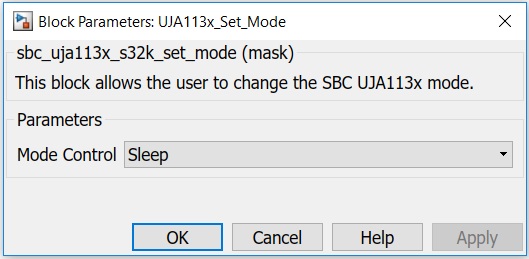 Block Parameters: UJA113x_Set_Mode
sbc_uja113x_s32k_set_mode (mask)
This block allows the user to change the SBC UJA113x mode.
Parameters
Mode Control Sleep
OK Cancel Help Apply